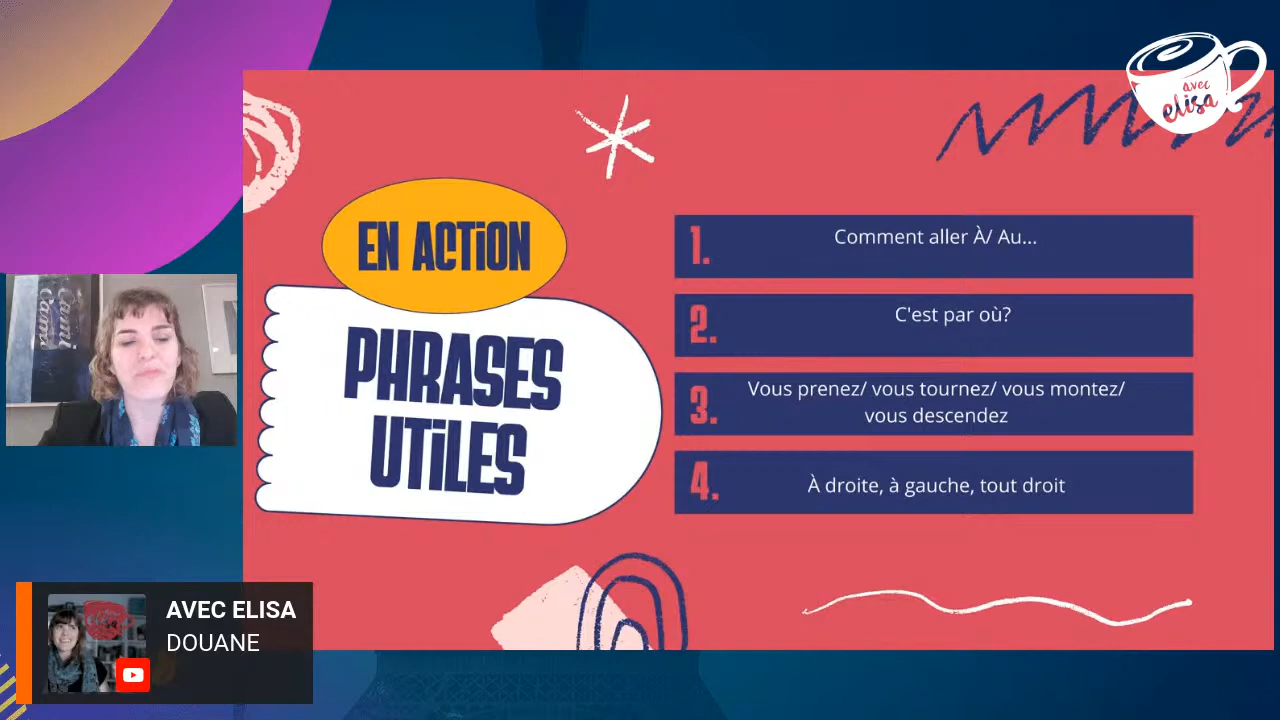 avec
elisa
EN ACTION
PHRASES
UTILES
1.
Comment aller À/ Au...
2.
C'est par où?
3.
Vous prenez/ vous tournez/ vous montez/
vous descendez
4.
À droite, à gauche, tout droit
AVEC ELISA
DOUANE